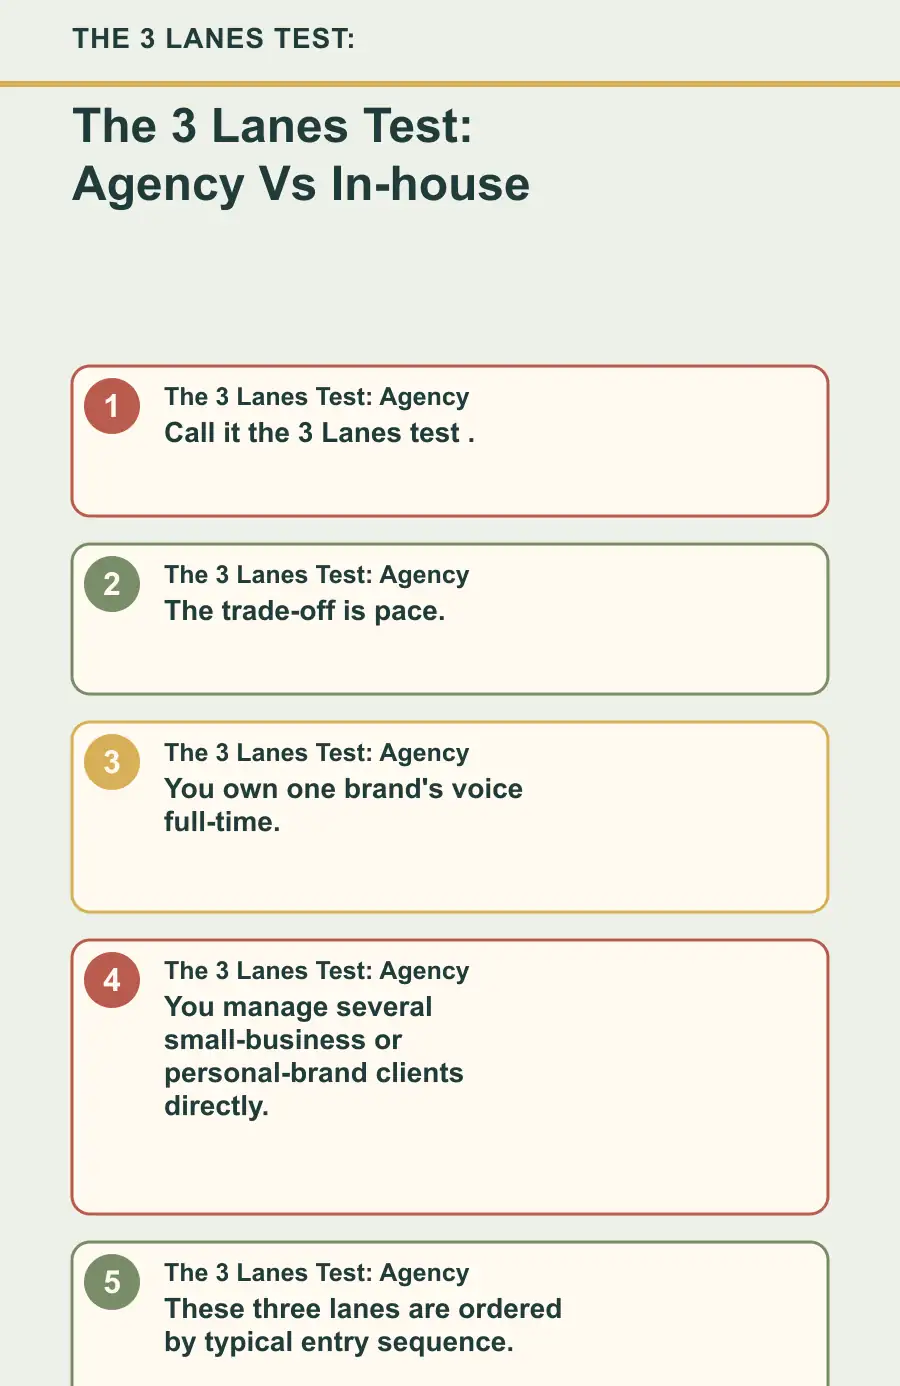 THE 3 LANES TEST:
The 3 Lanes Test:
Agency Vs In-house
1
The 3 Lanes Test: Agency
Call it the 3 Lanes test .
2
The 3 Lanes Test: Agency
The trade-off is pace.
3
The 3 Lanes Test: Agency
You own one brand's voice
full-time.
4
The 3 Lanes Test: Agency
You manage several
small-business or
personal-brand clients
directly.
5
The 3 Lanes Test: Agency
These three lanes are ordered
by typical entry sequence.